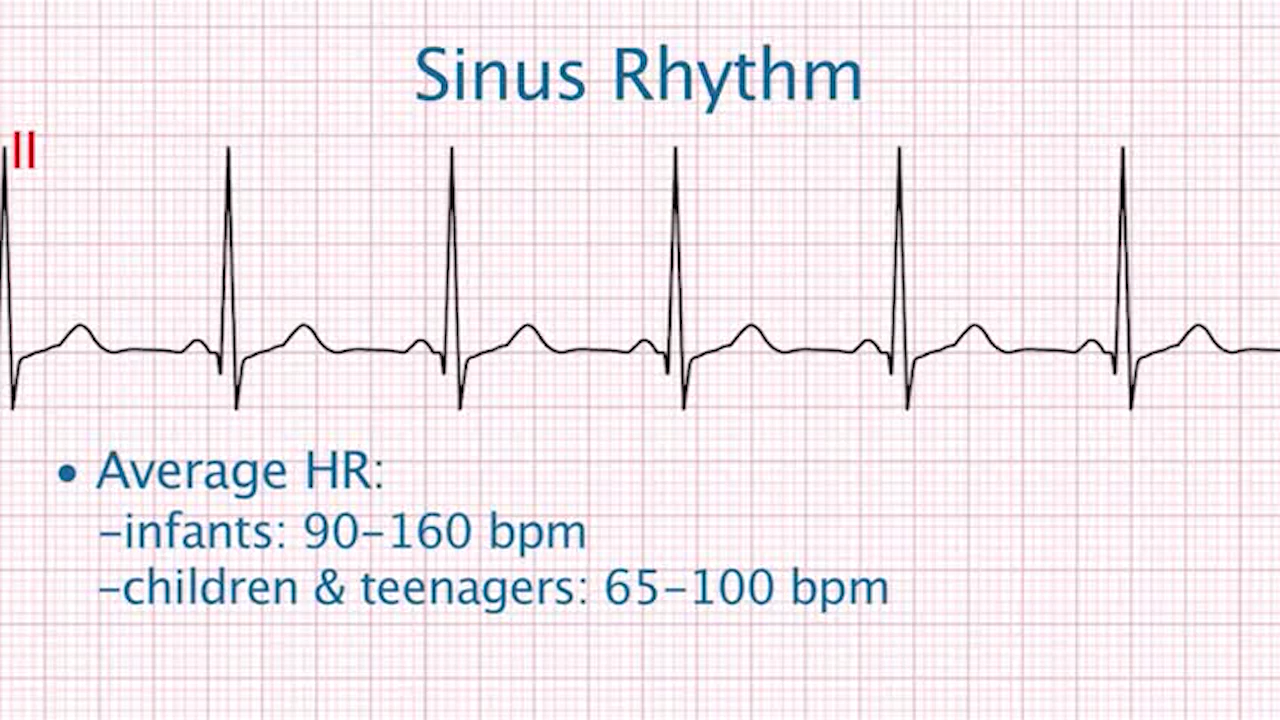 Sinus Rhythm
II
• Average HR:
–infants: 90–160 bpm
–children & teenagers: 65–100 bpm